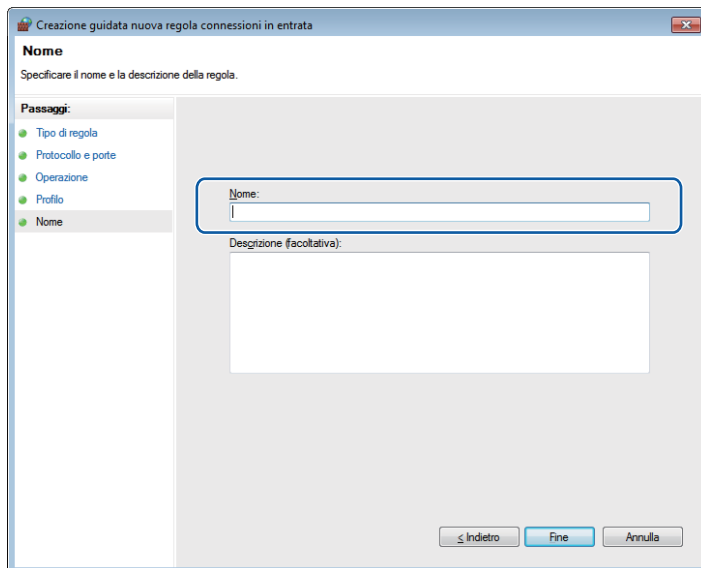 Creazione guidata nuova regola connessioni in entrata
Nome
Specificare il nome e la descrizione della regola.
Passaggi:
Tipo di regola
Protocollo e porte
Operazione
Profilo
Nome
Nome:
Descrizione (facoltativa):
< Indietro
Fine
Annulla